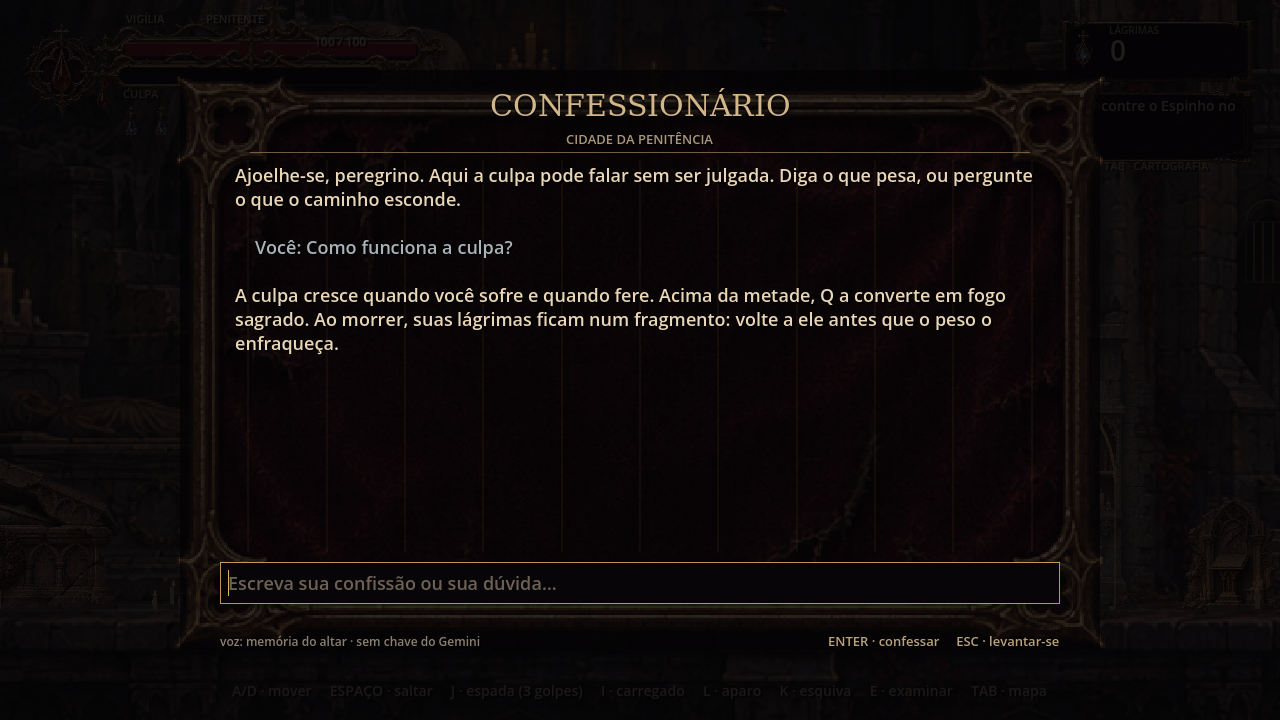 VIGÍLIA · PENITENTE
100 / 100
CULPA
LÁGRIMAS
0
contre o Espinho no
TAB · CARTOGRAFIA
CONFESSIONÁRIO
CIDADE DA PENITÊNCIA
Ajoelhe-se, peregrino. Aqui a culpa pode falar sem ser julgada. Diga o que pesa, ou pergunte
o que o caminho esconde.
Você: Como funciona a culpa?
A culpa cresce quando você sofre e quando fere. Acima da metade, Q a converte em fogo
sagrado. Ao morrer, suas lágrimas ficam num fragmento: volte a ele antes que o peso o
enfraqueça.
Escreva sua confissão ou sua dúvida...
voz: memória do altar · sem chave do Gemini
ENTER · confessar ESC · levantar-se
A/D · mover ESPAÇO · saltar J · espada (3 golpes) I · carregado L · aparo K · esquiva E · examinar TAB · mapa